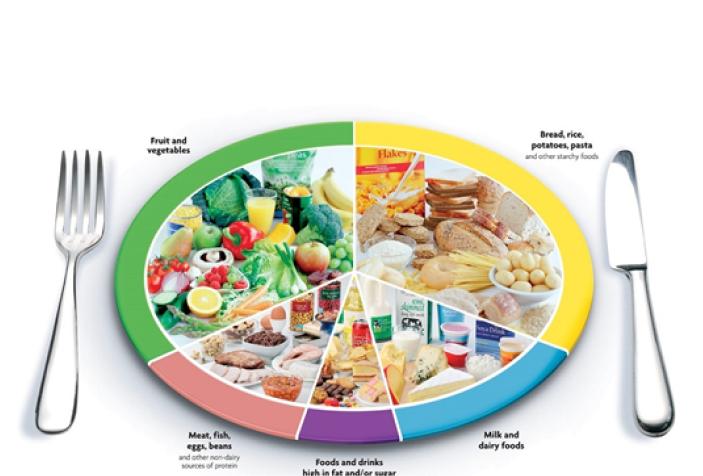 Fruit and
vegetables
Bread, rice,
potatoes, pasta
and other starchy foods
Flakes
Meat, fish,
eggs, beans
and other non-dairy
sources of protein
Foods and drinks
high in fat and/or sugar
Milk and
dairy foods